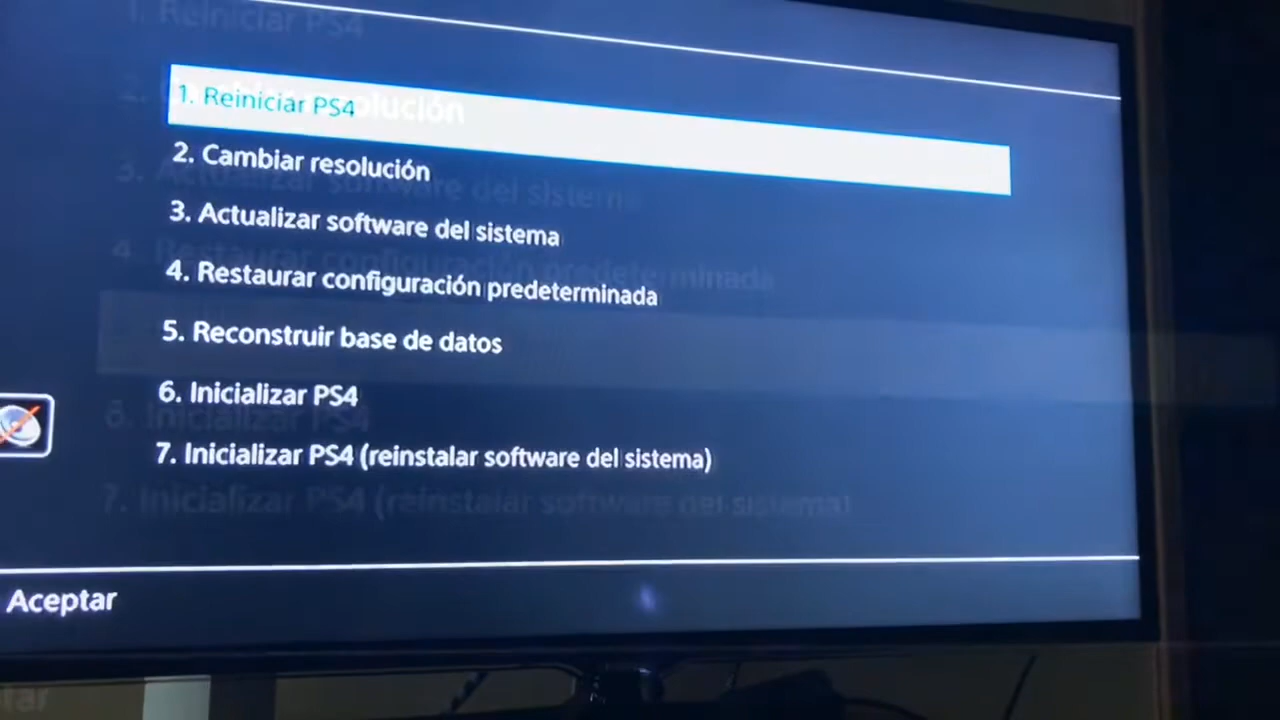 1. Reiniciar PS4
2. Cambiar resolución
3. Actualizar software del sistema
4. Restaurar configuración predeterminada
5. Reconstruir base de datos
6. Inicializar PS4
7. Inicializar PS4 (reinstalar software del sistema)
Aceptar